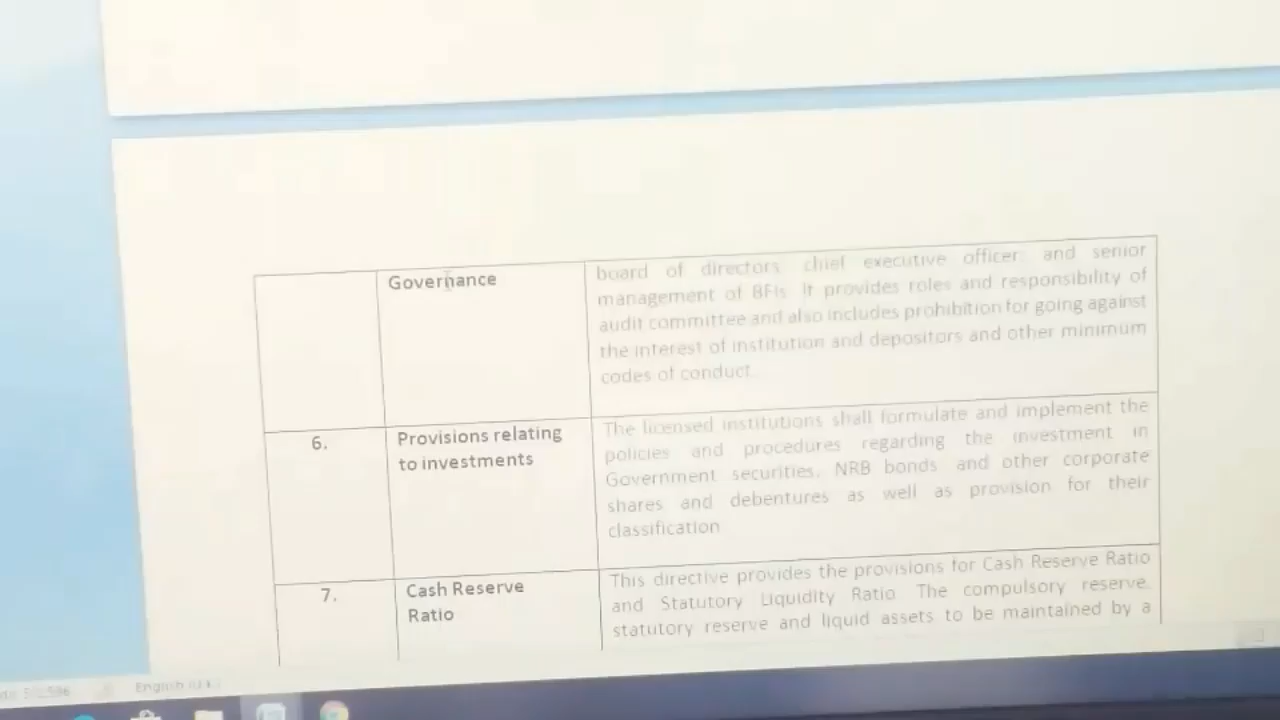 Governance
board of directors, chief executive officer and senior
management of BFIs. It provides roles and responsibility of
audit committee and also includes prohibition for going against
the interest of institution and depositors and other minimum
codes of conduct.
6.
Provisions relating
to investments
The licensed institutions shall formulate and implement the
policies and procedures regarding the investment in
Government securities, NRB bonds and other corporate
shares and debentures as well as provision for their
classification
7.
Cash Reserve
Ratio
This directive provides the provisions for Cash Reserve Ratio
and Statutory Liquidity Ratio. The compulsory reserve,
statutory reserve and liquid assets to be maintained by a
English